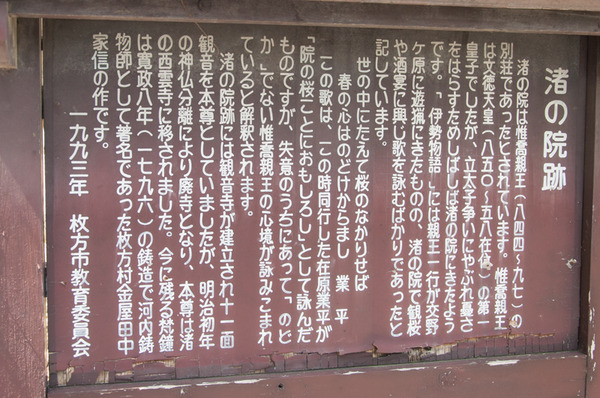 渚の院跡
渚の院は惟喬親王（八四四～九七）の
別荘であったとされています。惟喬親王
は文徳天皇（八五〇～五八在位）の第一
皇子でしたが、立太子争いにやぶれ憂さ
をはらすためしばしば渚の院にきたよう
です。「伊勢物語」には親王一行が交野
ケ原に遊猟にきたものの、渚の院で観桜
や酒宴に興じ歌を詠むばかりであったと
記しています。
世の中にたえて桜のなかりせば
春の心はのどけからまし　業平
この歌は、この時同行した在原業平が
「院の桜ことにおもしろし」として詠んだ
ものですが、失意のうちにあって、「のど
か」でない惟喬親王の心境が詠みこまれ
ていると解釈されます。
渚の院跡には観音寺が建立され十一面
観音を本尊としていましたが、明治初年
の神仏分離により廃寺となり、本尊は渚
の西雲寺に移されました。今に残る梵鐘
は寛政八年（一七九六）の鋳造で河内鋳
物師として著名であった枚方村金屋田中
家信の作です。
一九九三年　枚方市教育委員会